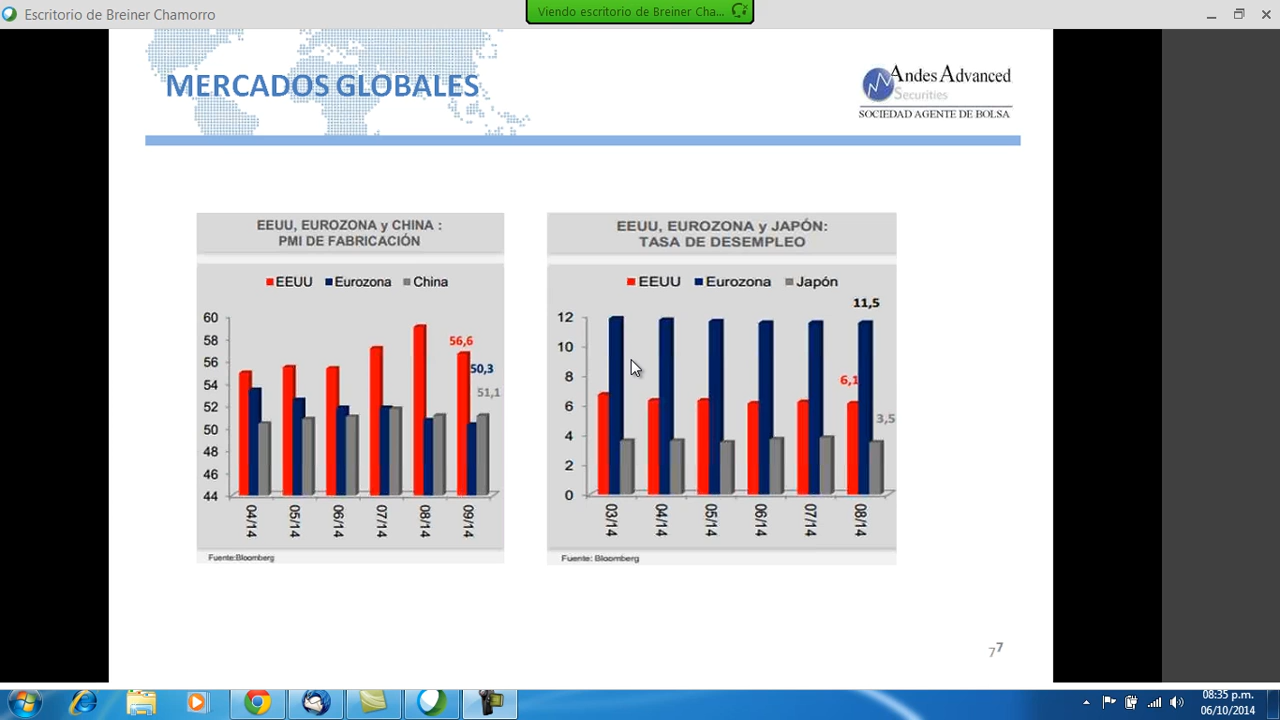 Escritorio de Breiner Chamorro
Viendo escritorio de Breiner Cha...
MERCADOS GLOBALES
Andes Advanced
Securities
SOCIEDAD AGENTE DE BOLSA
EEUU, EUROZONA y CHINA :
PMI DE FABRICACIÓN
EEUU Eurozona China
60
58
56
54
52
50
48
46
44
56,6
50,3
51,1
04/14 05/14 06/14 07/14 08/14 09/14
Fuente:Bloomberg
EEUU, EUROZONA y JAPÓN:
TASA DE DESEMPLEO
EEUU Eurozona Japón
12
10
8
6
4
2
0
11,5
6,1
3,5
03/14 04/14 05/14 06/14 07/14 08/14
Fuente: Bloomberg
7 7
08:35 p.m.
06/10/2014